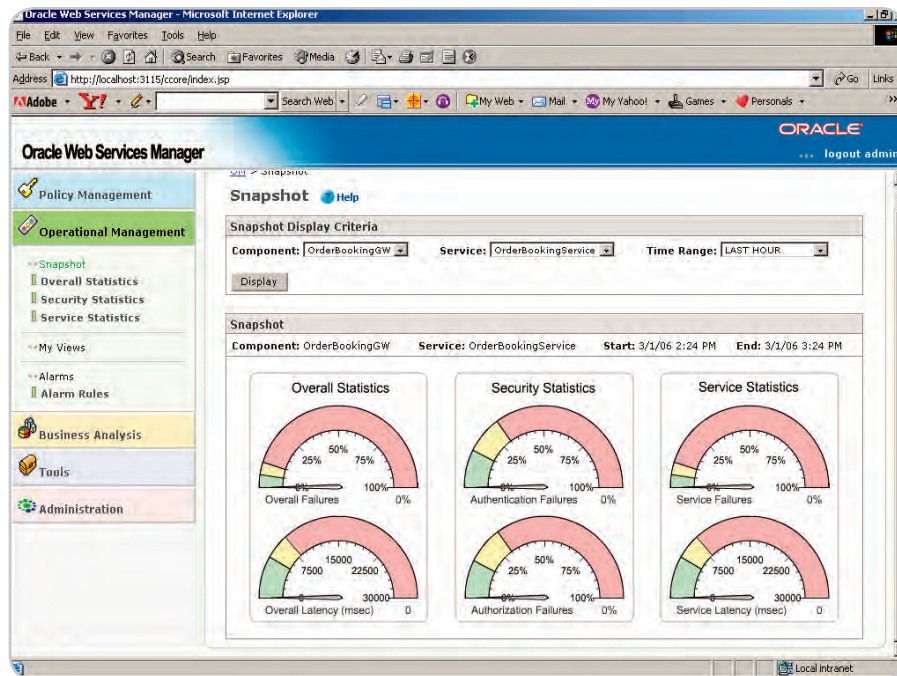 Oracle Web Services Manager - Microsoft Internet Explorer
File Edit View Favorites Tools Help
Back Search Favorites Media
Address http://localhost:3115/ccore/index.jsp Go Links
Adobe Y! Search Web My Web Mail My Yahoo! Games Personals »
ORACLE
Oracle Web Services Manager ... logout admin
Policy Management
Operational Management
Snapshot
Overall Statistics
Security Statistics
Service Statistics
My Views
Alarms
Alarm Rules
Business Analysis
Tools
Administration
> Snapshot
Snapshot ? Help
Snapshot Display Criteria
Component: OrderBookingGW Service: OrderBookingService Time Range: LAST HOUR
Display
Snapshot
Component: OrderBookingGW Service: OrderBookingService Start: 3/1/06 2:24 PM End: 3/1/06 3:24 PM
Overall Statistics
0% 25% 50% 75% 100%
Overall Failures 0%
0 7500 15000 22500 30000
Overall Latency (msec) 0
Security Statistics
0% 25% 50% 75% 100%
Authentication Failures 0%
0% 25% 50% 75% 100%
Authorization Failures 0%
Service Statistics
0% 25% 50% 75% 100%
Service Failures 0%
0 7500 15000 22500 30000
Service Latency (msec) 0
Local intranet